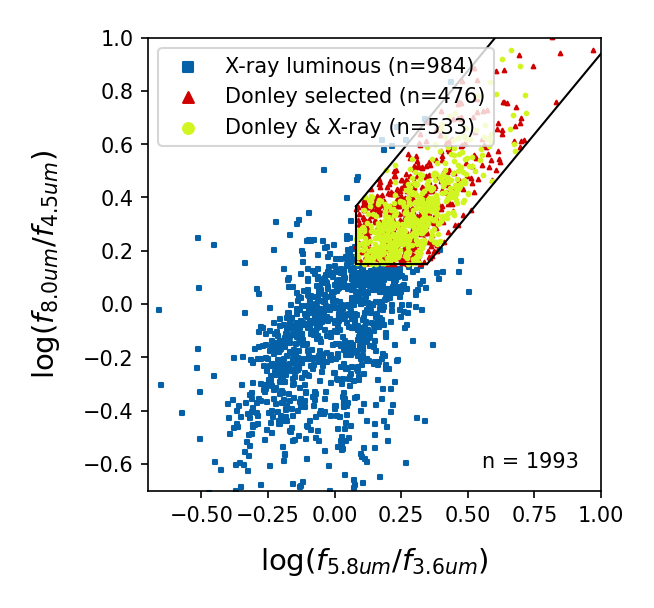 1.0
0.8
0.6
0.4
0.2
0.0
−0.2
−0.4
−0.6
log(f8.0um/f4.5um)
X-ray luminous (n=984)
Donley selected (n=476)
Donley & X-ray (n=533)
n = 1993
−0.50 −0.25 0.00 0.25 0.50 0.75 1.00
log(f5.8um/f3.6um)